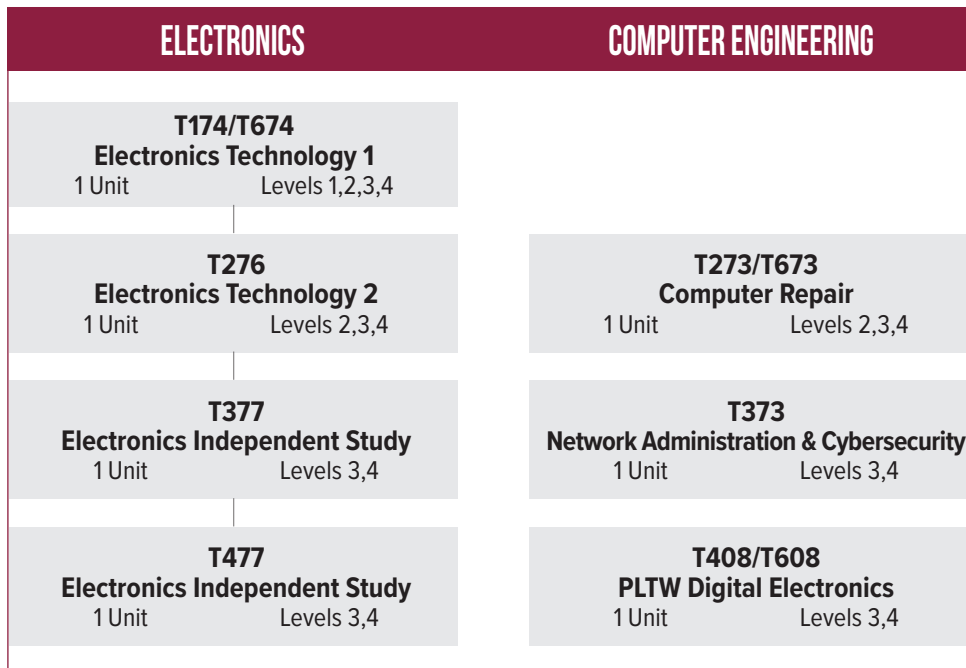 ELECTRONICS
T174/T674
Electronics Technology 1
1 Unit Levels 1,2,3,4
T276
Electronics Technology 2
1 Unit Levels 2,3,4
T377
Electronics Independent Study
1 Unit Levels 3,4
T477
Electronics Independent Study
1 Unit Levels 3,4
COMPUTER ENGINEERING
T273/T673
Computer Repair
1 Unit Levels 2,3,4
T373
Network Administration & Cybersecurity
1 Unit Levels 3,4
T408/T608
PLTW Digital Electronics
1 Unit Levels 3,4